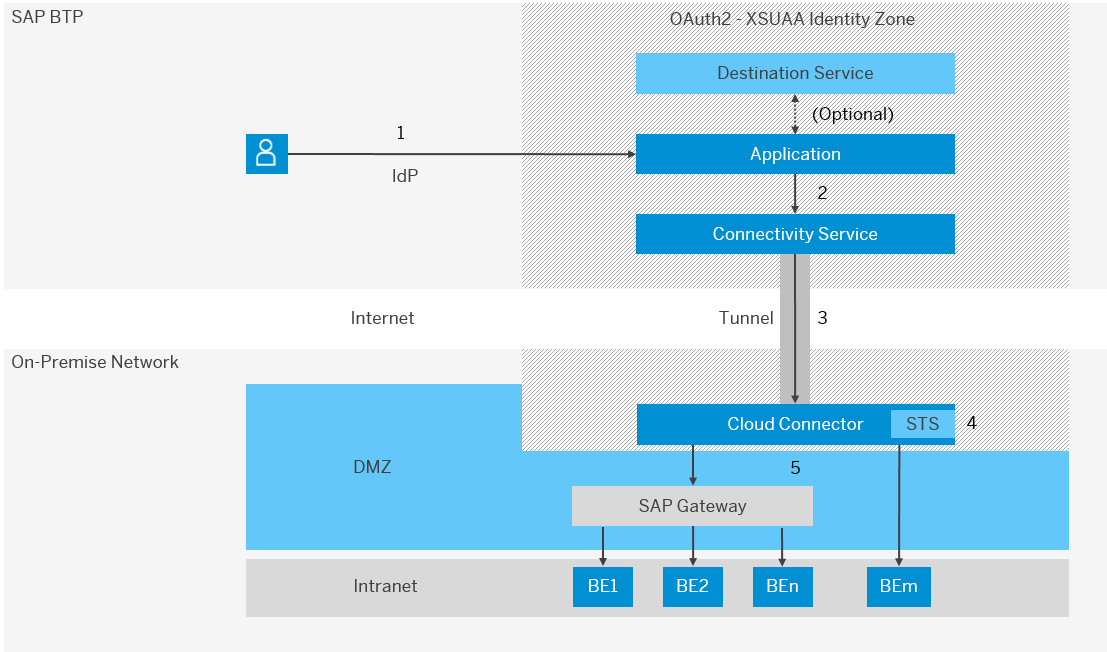 SAP BTP
OAuth2 - XSUAA Identity Zone
Destination Service
(Optional)
1
Application
IdP
2
Connectivity Service
Internet
Tunnel
3
On-Premise Network
Cloud Connector
STS
4
DMZ
5
SAP Gateway
Intranet
BE1
BE2
BEn
BEm